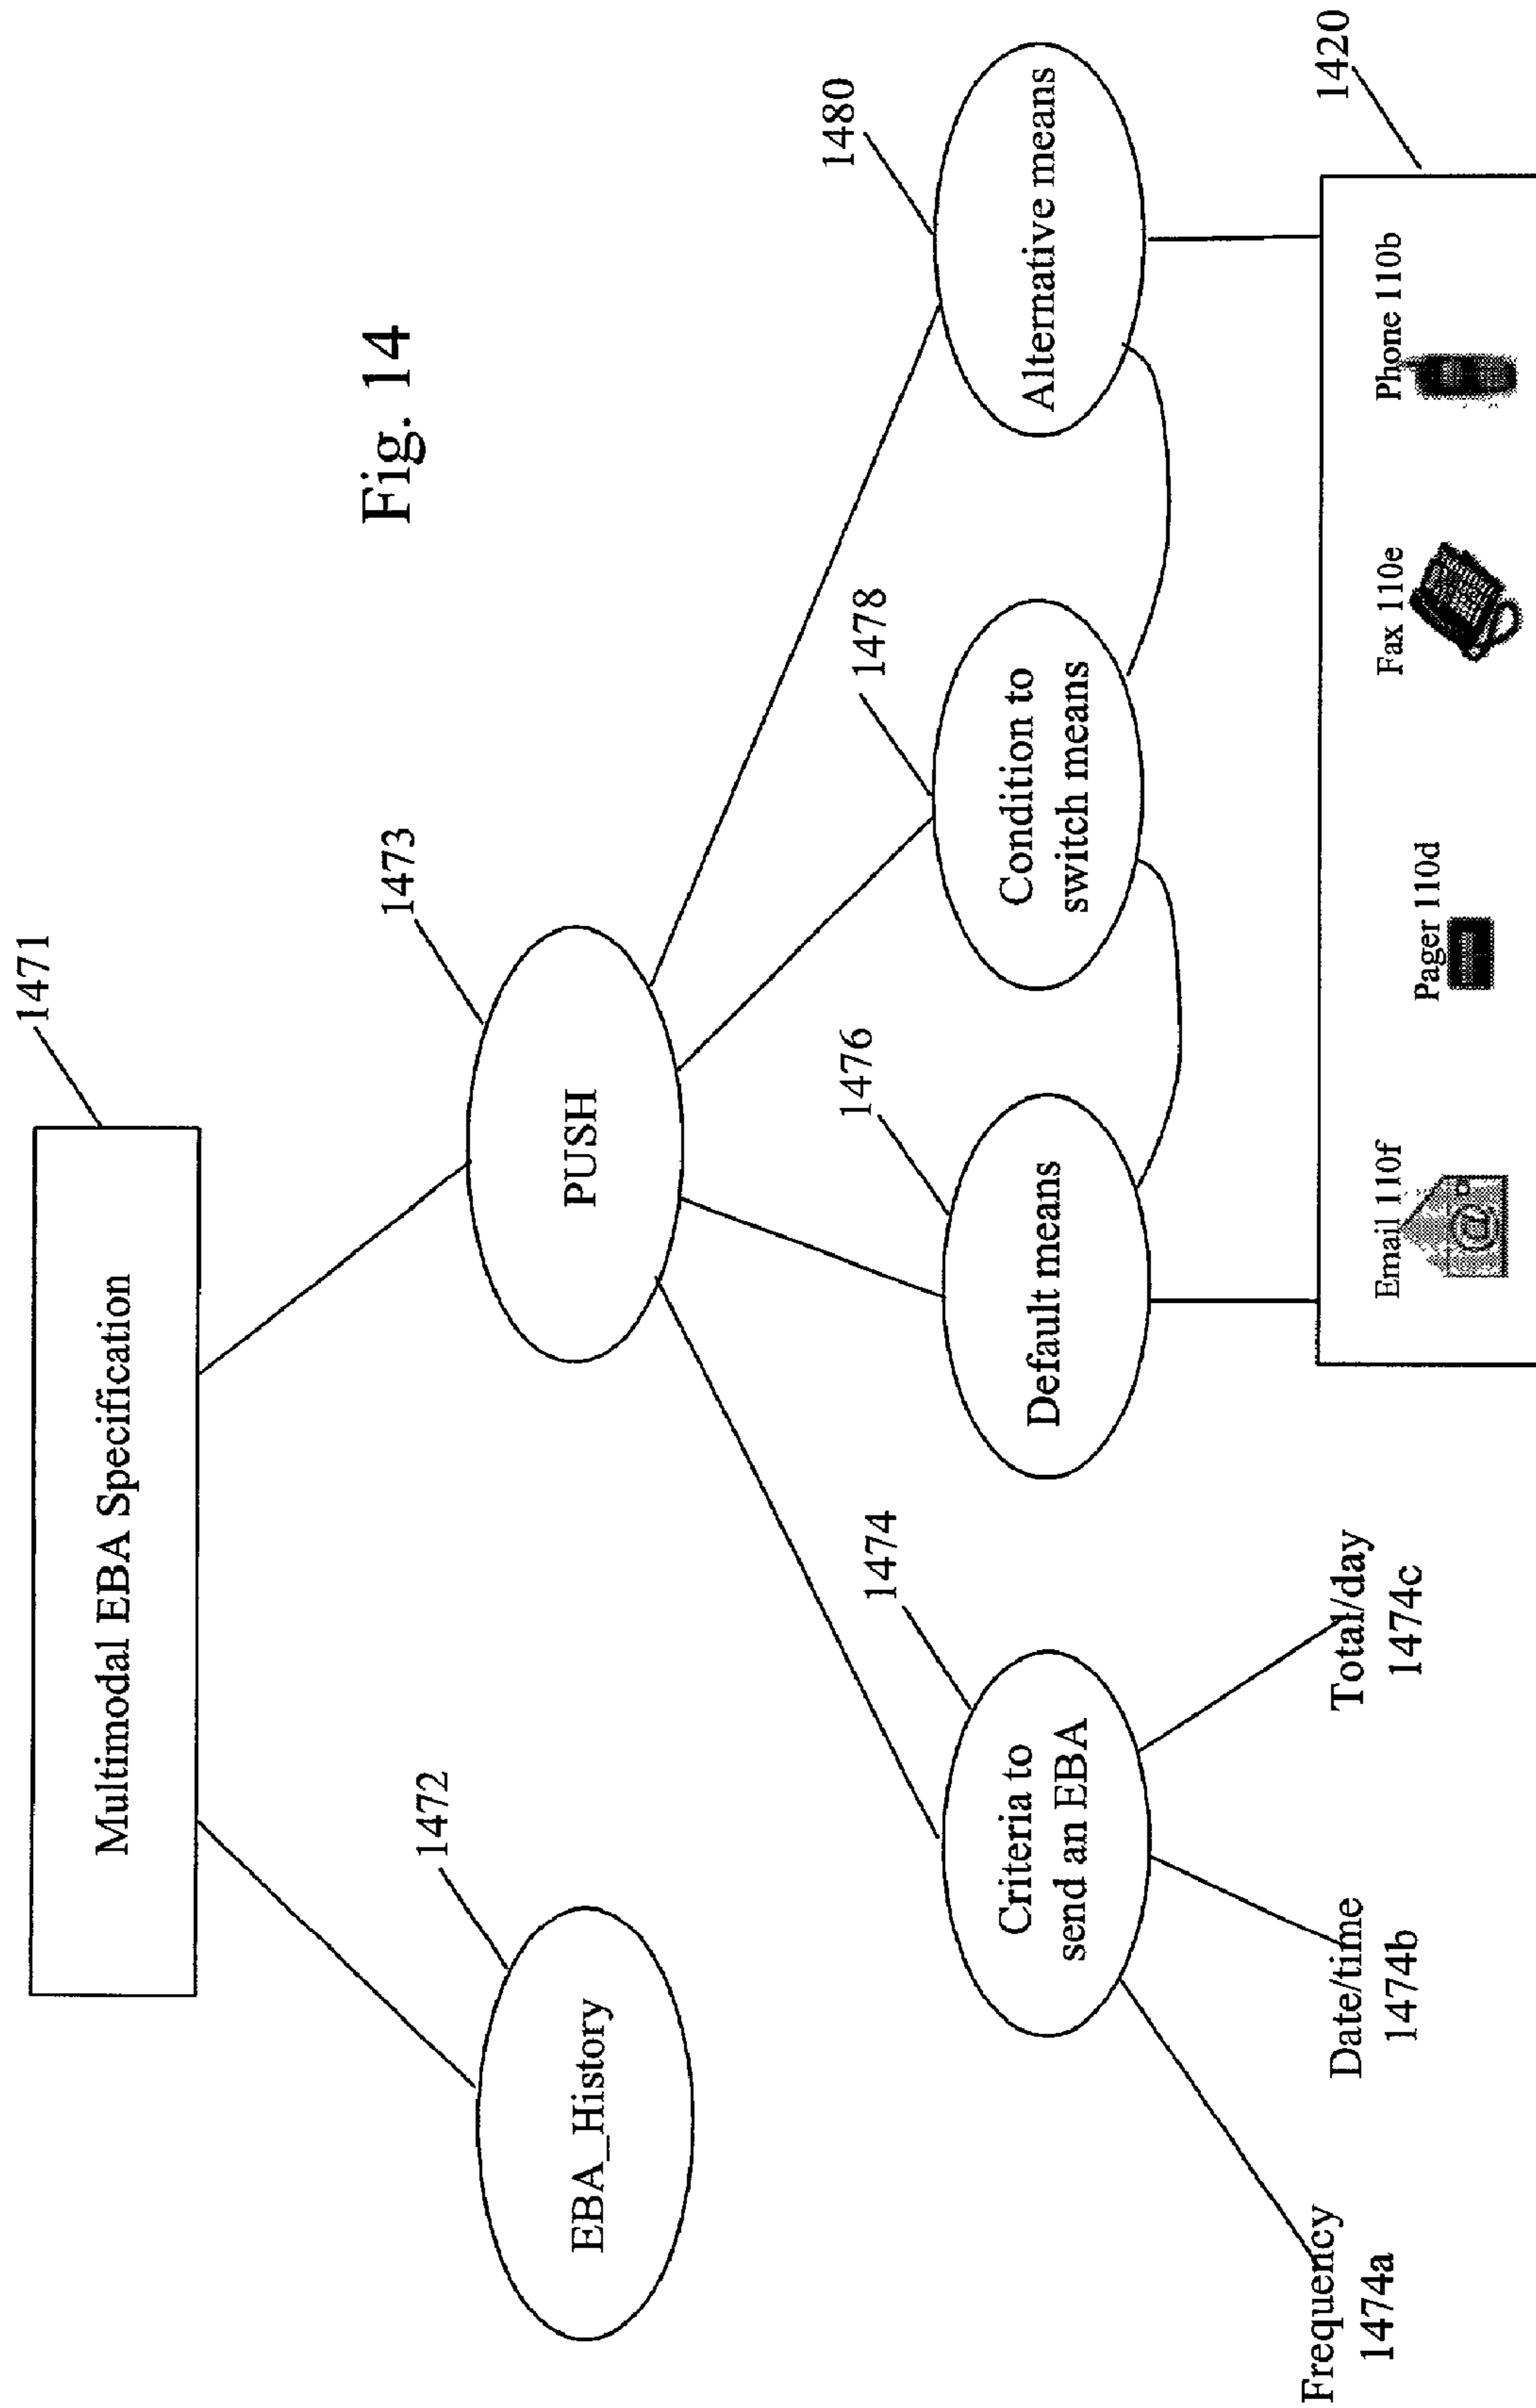 1471
Multimodal EBA Specification
Fig. 14
1472
1473
EBA_History
PUSH
1474
1476
1478
1480
Criteria to
send an EBA
Default means
Condition to
switch means
Alternative means
1420
Frequency
1474a
Date/time
1474b
Total/day
1474c
Email 110f
@
Pager 110d
Fax 110e
Phone 110b